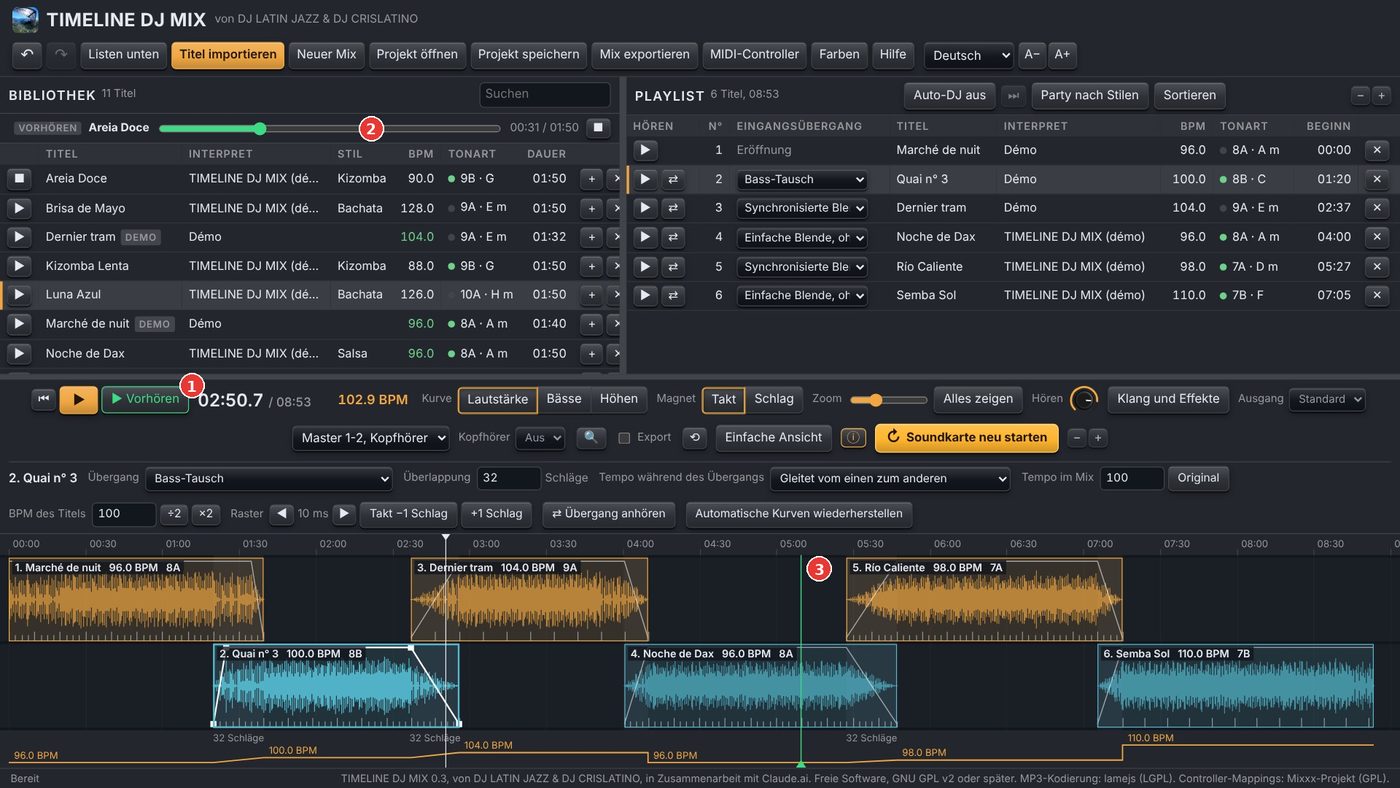 TIMELINE DJ MIX von DJ LATIN JAZZ & DJ CRISLATINO
Listen unten Titel importieren Neuer Mix Projekt öffnen Projekt speichern Mix exportieren MIDI-Controller Farben Hilfe Deutsch A− A+
BIBLIOTHEK 11 Titel Suchen
VORHÖREN Areia Doce 2 00:31 / 01:50
TITEL INTERPRET STIL BPM TONART DAUER
Areia Doce TIMELINE DJ MIX (dé... Kizomba 90.0 9B · G 01:50 +
Brisa de Mayo TIMELINE DJ MIX (dé... Bachata 128.0 9A · E m 01:50 +
Dernier tram DEMO Démo 104.0 9A · E m 01:32 +
Kizomba Lenta TIMELINE DJ MIX (dé... Kizomba 88.0 9B · G 01:50 +
Luna Azul TIMELINE DJ MIX (dé... Bachata 126.0 10A · H m 01:50 +
Marché de nuit DEMO Démo 96.0 8A · A m 01:40 +
Noche de Dax TIMELINE DJ MIX (dé... Salsa 96.0 8A · A m 01:50 +
PLAYLIST 6 Titel, 08:53 Auto-DJ aus Party nach Stilen Sortieren − +
HÖREN N° EINGANGSÜBERGANG TITEL INTERPRET BPM TONART BEGINN
1 Eröffnung Marché de nuit Démo 96.0 8A · A m 00:00 ×
2 Bass-Tausch Quai n° 3 Démo 100.0 8B · C 01:20 ×
3 Synchronisierte Ble Dernier tram Démo 104.0 9A · E m 02:37 ×
4 Einfache Blende, oh Noche de Dax TIMELINE DJ MIX (démo) 96.0 8A · A m 04:00 ×
5 Synchronisierte Ble Río Caliente TIMELINE DJ MIX (démo) 98.0 7A · D m 05:27 ×
6 Einfache Blende, oh Semba Sol TIMELINE DJ MIX (démo) 110.0 7B · F 07:05 ×
Vorhören 1 02:50.7 / 08:53 102.9 BPM Kurve Lautstärke Bässe Höhen Magnet Takt Schlag Zoom Alles zeigen Hören Klang und Effekte Ausgang Standard
Master 1-2, Kopfhörer Kopfhörer Aus Export Einfache Ansicht Soundkarte neu starten − +
2. Quai n° 3 Übergang Bass-Tausch Überlappung 32 Schläge Tempo während des Übergangs Gleitet vom einen zum anderen Tempo im Mix 100 Original
BPM des Titels 100 ÷2 ×2 Raster 10 ms Takt −1 Schlag +1 Schlag ⇄ Übergang anhören Automatische Kurven wiederherstellen
00:00 00:30 01:00 01:30 02:00 02:30 03:00 03:30 04:00 04:30 05:00 05:30 06:00 06:30 07:00 07:30 08:00 08:30
1. Marché de nuit 96.0 BPM 8A 3. Dernier tram 104.0 BPM 9A 3 5. Río Caliente 98.0 BPM 7A
2. Quai n° 3 100.0 BPM 8B 4. Noche de Dax 96.0 BPM 8A 6. Semba Sol 110.0 BPM 7B
32 Schläge 32 Schläge 32 Schläge
96.0 BPM 100.0 BPM 104.0 BPM 96.0 BPM 98.0 BPM 110.0 BPM
Bereit TIMELINE DJ MIX 0.3, von DJ LATIN JAZZ & DJ CRISLATINO, in Zusammenarbeit mit Claude.ai. Freie Software, GNU GPL v2 oder später. MP3-Kodierung: lamejs (LGPL). Controller-Mappings: Mixxx-Projekt (GPL).